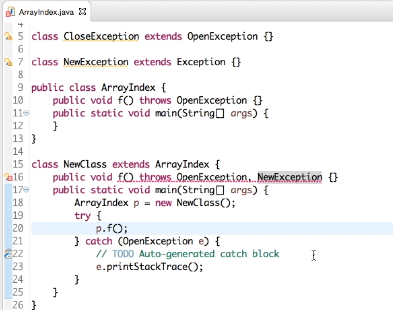 ArrayIndex.java
4
5 class CloseException extends OpenException {}
6
7 class NewException extends Exception {}
8
9 public class ArrayIndex {
10 public void f() throws OpenException {}
11 public static void main(String[] args) {
12 }
13 }
14
15 class NewClass extends ArrayIndex {
16 public void f() throws OpenException, NewException {}
17 public static void main(String[] args) {
18 ArrayIndex p = new NewClass();
19 try {
20 p.f();
21 } catch (OpenException e) {
22 // TODO Auto-generated catch block
23 e.printStackTrace();
24 }
25 }
26 }